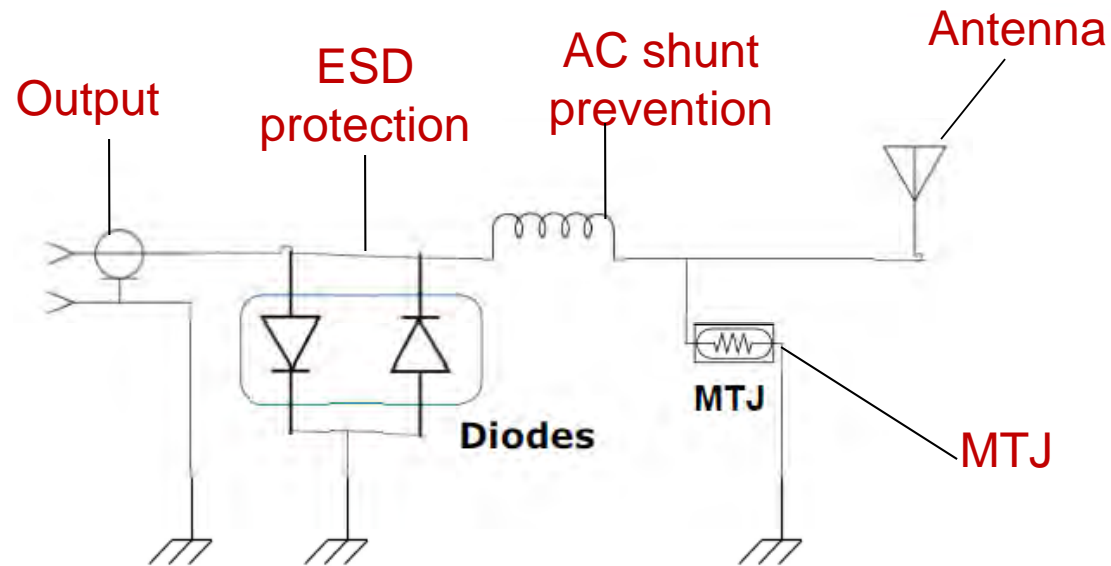 Output
ESD
protection
AC shunt
prevention
Antenna
Diodes
MTJ
MTJ